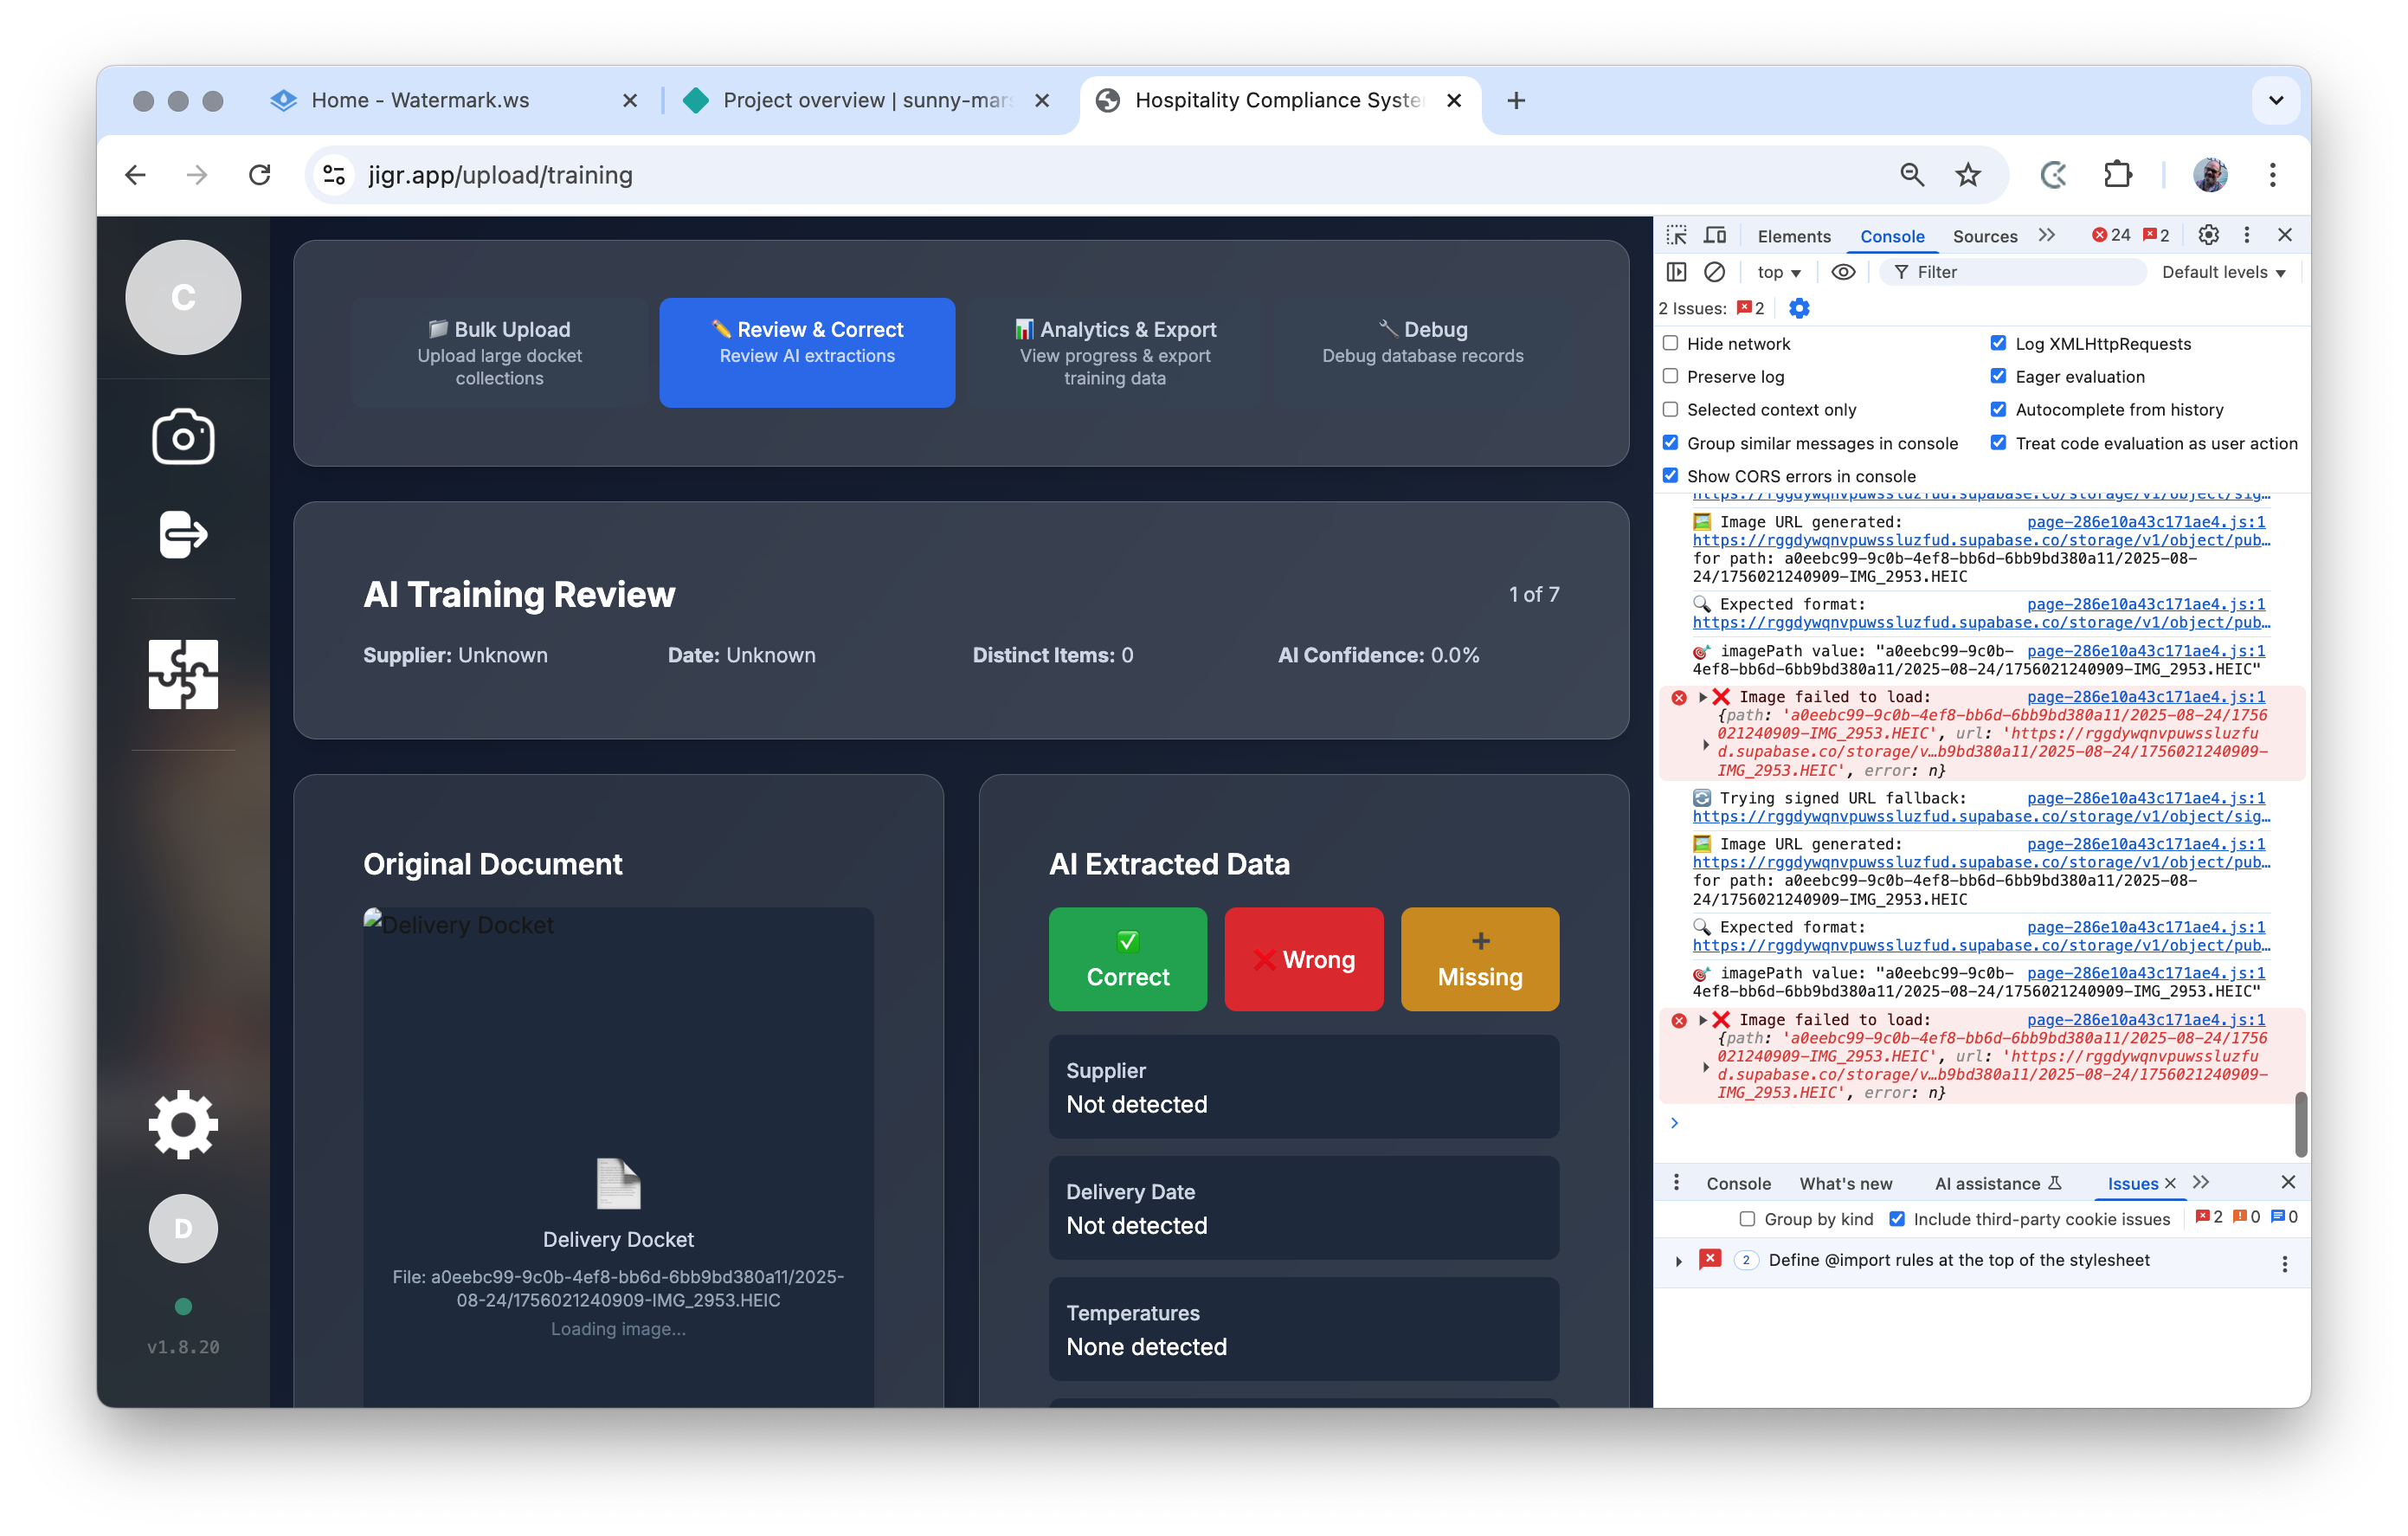 Home - Watermark.ws
Project overview | sunny-mars
Hospitality Compliance Syste
jigr.app/upload/training
C
📁 Bulk Upload
Upload large docket
collections
✏️ Review & Correct
Review AI extractions
📊 Analytics & Export
View progress & export
training data
🔧 Debug
Debug database records
AI Training Review
1 of 7
Supplier: Unknown
Date: Unknown
Distinct Items: 0
AI Confidence: 0.0%
Original Document
Delivery Docket
Delivery Docket
File: a0eebc99-9c0b-4ef8-bb6d-6bb9bd380a11/2025-
08-24/1756021240909-IMG_2953.HEIC
Loading image...
AI Extracted Data
✅
Correct
❌ Wrong
➕
Missing
Supplier
Not detected
Delivery Date
Not detected
Temperatures
None detected
D
v1.8.20
Elements
Console
Sources
24
2
top
Filter
Default levels
2 Issues:
2
Hide network
Log XMLHttpRequests
Preserve log
Eager evaluation
Selected context only
Autocomplete from history
Group similar messages in console
Treat code evaluation as user action
Show CORS errors in console
https://rggdywqnvpuwssluzfud.supabase.co/storage/v1/object/sig…
🖼️ Image URL generated:
page-286e10a43c171ae4.js:1
https://rggdywqnvpuwssluzfud.supabase.co/storage/v1/object/pub…
for path: a0eebc99-9c0b-4ef8-bb6d-6bb9bd380a11/2025-08-
24/1756021240909-IMG_2953.HEIC
🔍 Expected format:
page-286e10a43c171ae4.js:1
https://rggdywqnvpuwssluzfud.supabase.co/storage/v1/object/pub…
🎯 imagePath value: "a0eebc99-9c0b-
page-286e10a43c171ae4.js:1
4ef8-bb6d-6bb9bd380a11/2025-08-24/1756021240909-IMG_2953.HEIC"
❌ Image failed to load:
page-286e10a43c171ae4.js:1
{path: 'a0eebc99-9c0b-4ef8-bb6d-6bb9bd380a11/2025-08-24/1756
021240909-IMG_2953.HEIC', url: 'https://rggdywqnvpuwssluzfu
d.supabase.co/storage/v…b9bd380a11/2025-08-24/1756021240909-
IMG_2953.HEIC', error: n}
🔄 Trying signed URL fallback:
page-286e10a43c171ae4.js:1
https://rggdywqnvpuwssluzfud.supabase.co/storage/v1/object/sig…
🖼️ Image URL generated:
page-286e10a43c171ae4.js:1
https://rggdywqnvpuwssluzfud.supabase.co/storage/v1/object/pub…
for path: a0eebc99-9c0b-4ef8-bb6d-6bb9bd380a11/2025-08-
24/1756021240909-IMG_2953.HEIC
🔍 Expected format:
page-286e10a43c171ae4.js:1
https://rggdywqnvpuwssluzfud.supabase.co/storage/v1/object/pub…
🎯 imagePath value: "a0eebc99-9c0b-
page-286e10a43c171ae4.js:1
4ef8-bb6d-6bb9bd380a11/2025-08-24/1756021240909-IMG_2953.HEIC"
❌ Image failed to load:
page-286e10a43c171ae4.js:1
{path: 'a0eebc99-9c0b-4ef8-bb6d-6bb9bd380a11/2025-08-24/1756
021240909-IMG_2953.HEIC', url: 'https://rggdywqnvpuwssluzfu
d.supabase.co/storage/v…b9bd380a11/2025-08-24/1756021240909-
IMG_2953.HEIC', error: n}
Console
What's new
AI assistance
Issues
Group by kind
Include third-party cookie issues
2
0
0
2
Define @import rules at the top of the stylesheet